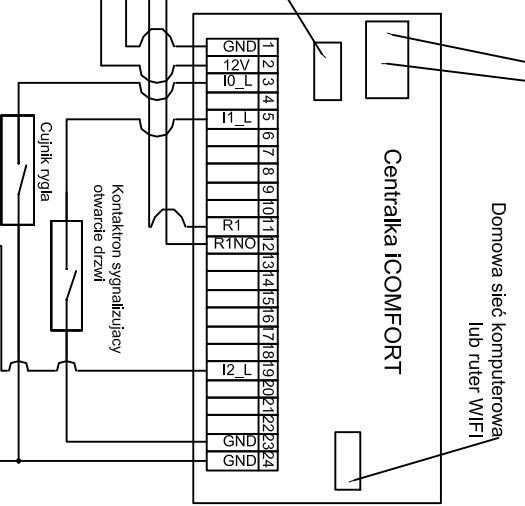 GND 1
12V 2
I0_L 3
4
I1_L 5
6
7
8
9
10
R1 11
R1NO 12
13
14
15
16
17
18
I2_L 19
20
21
22
GND 23
GND 24
Cujnik rygla
Kontaktron sygnalizujacy
otwarcie drzwi
Centralka iCOMFORT
Domowa sieć komputerowa
lub ruter WIFI